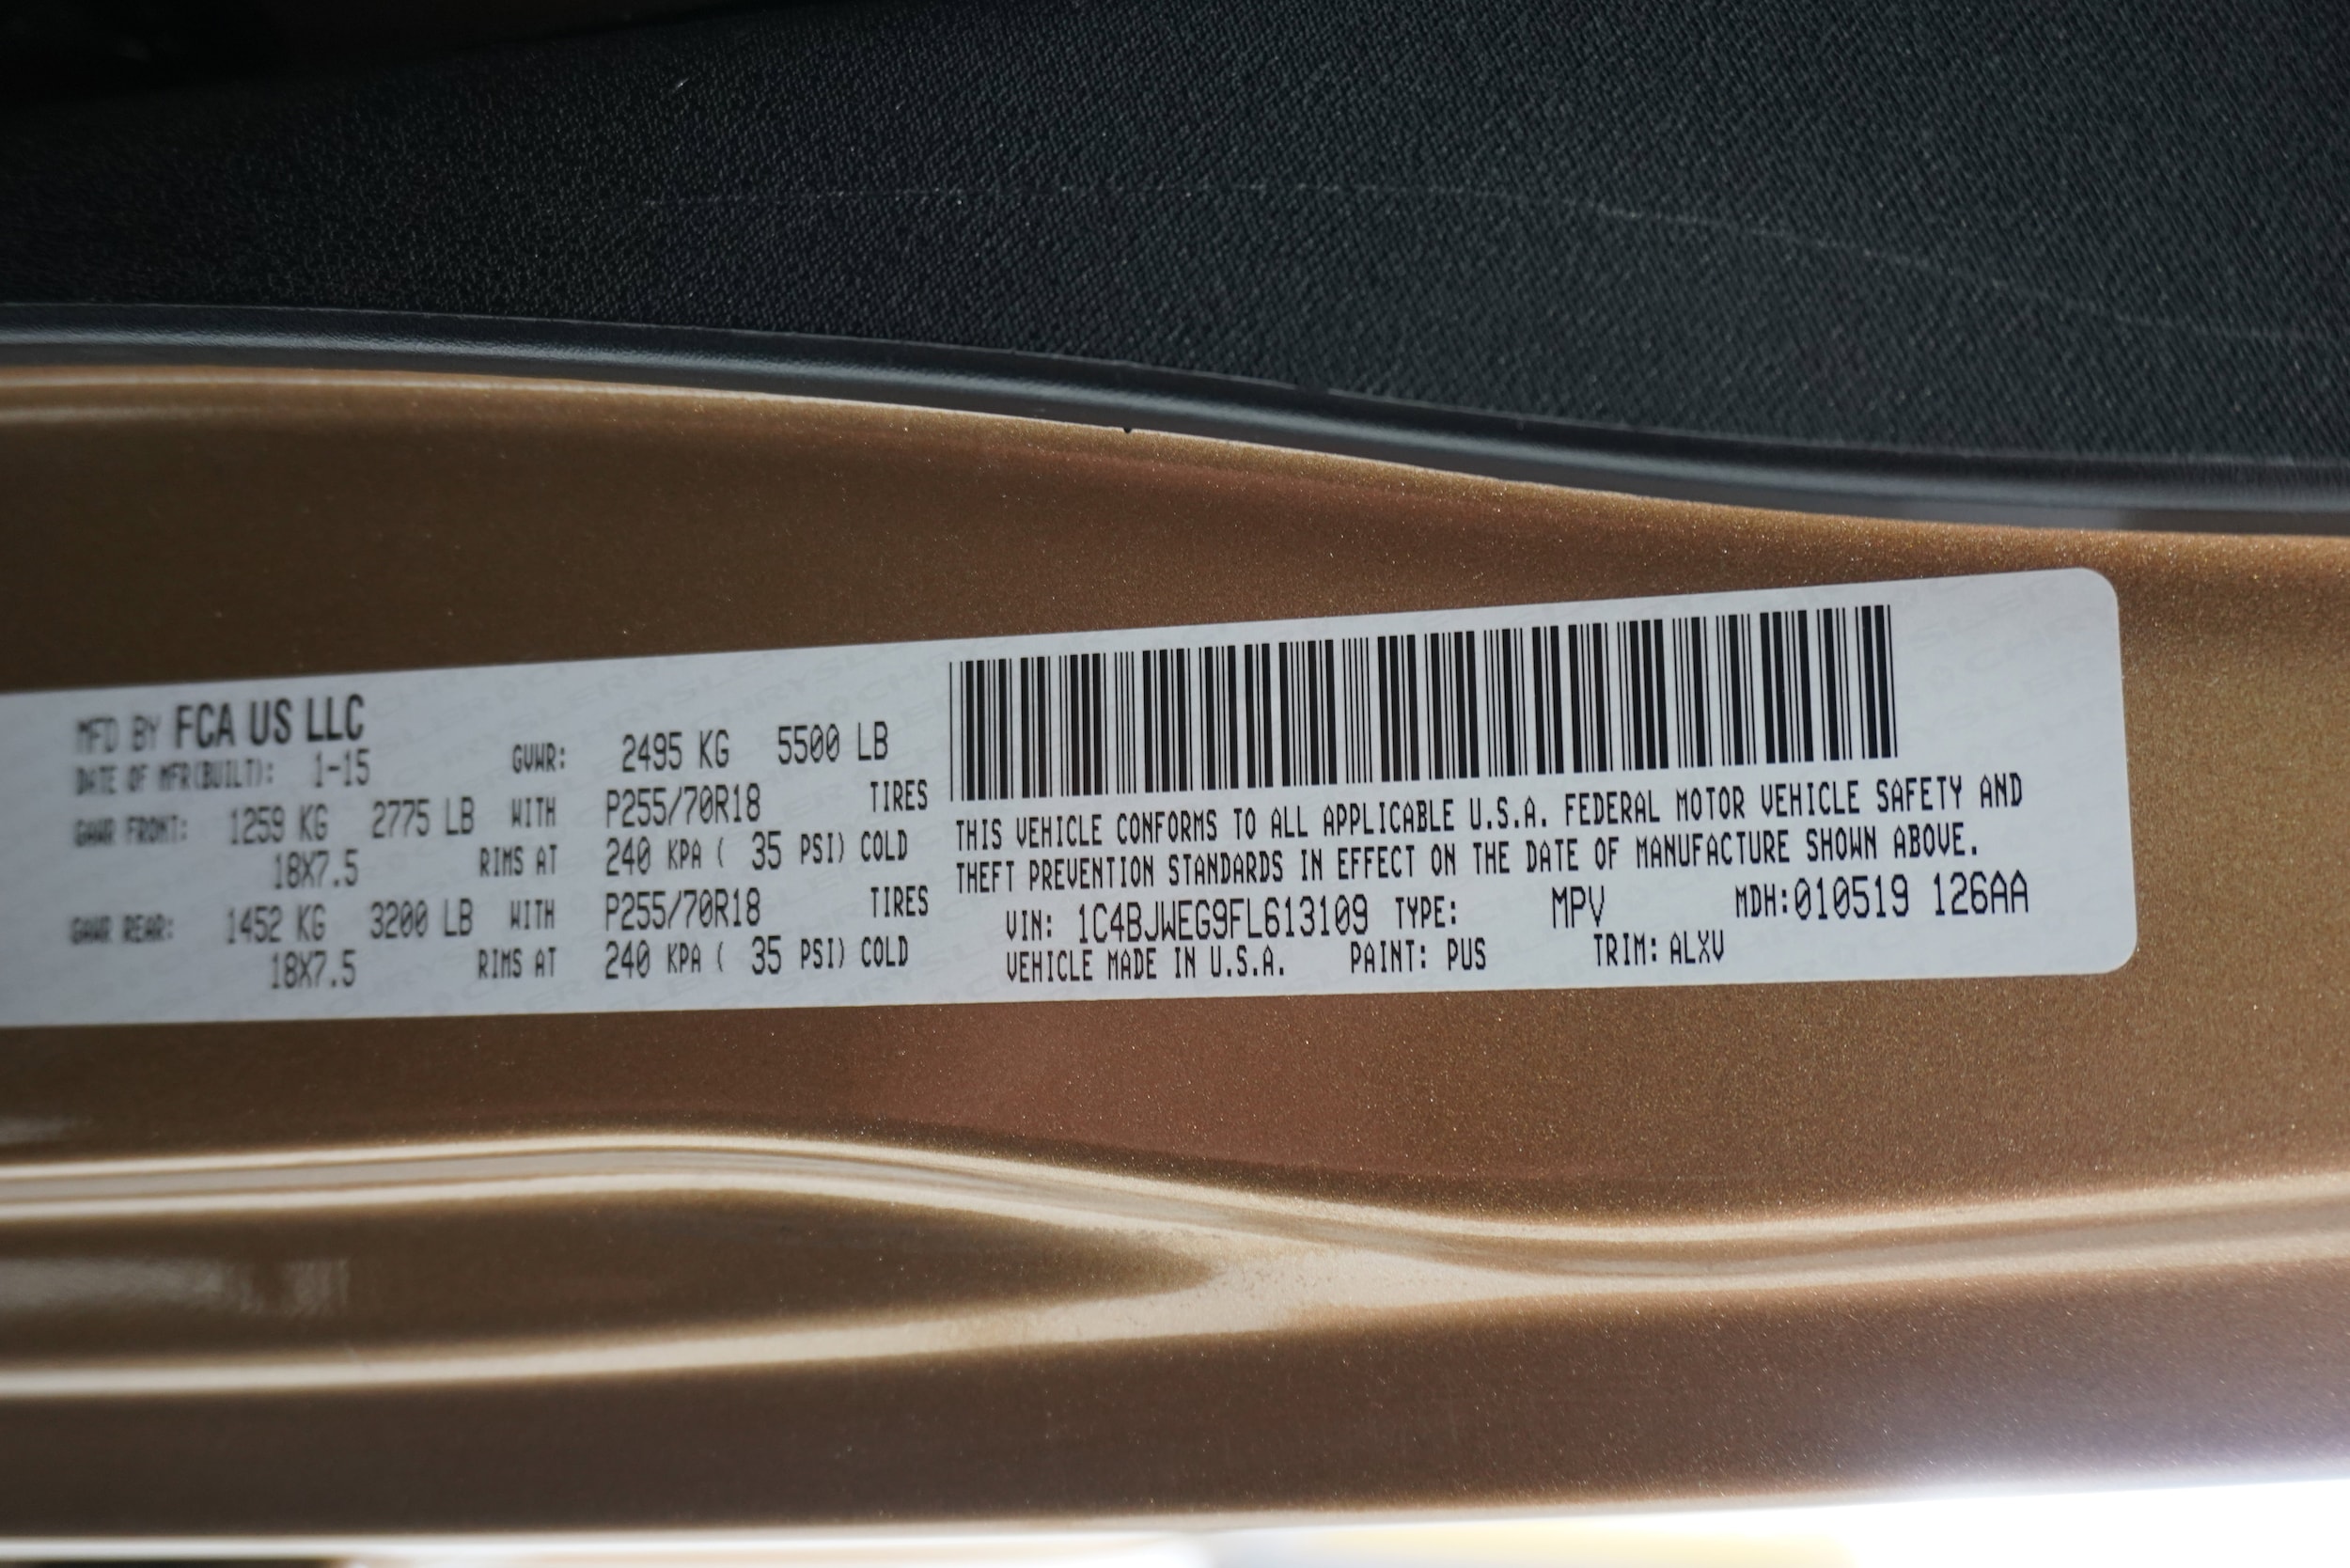 MFD BY FCA US LLC
DATE OF MFR(BUILT): 1-15 GVWR: 2495 KG 5500 LB
GAWR FRONT: 1259 KG 2775 LB WITH P255/70R18 TIRES
18X7.5 RIMS AT 240 KPA ( 35 PSI) COLD
GAWR REAR: 1452 KG 3200 LB WITH P255/70R18 TIRES
18X7.5 RIMS AT 240 KPA ( 35 PSI) COLD
THIS VEHICLE CONFORMS TO ALL APPLICABLE U.S.A. FEDERAL MOTOR VEHICLE SAFETY AND
THEFT PREVENTION STANDARDS IN EFFECT ON THE DATE OF MANUFACTURE SHOWN ABOVE.
VIN: 1C4BJWEG9FL613109 TYPE: MPV MDH:010519 126AA
VEHICLE MADE IN U.S.A. PAINT: PUS TRIM: ALXV